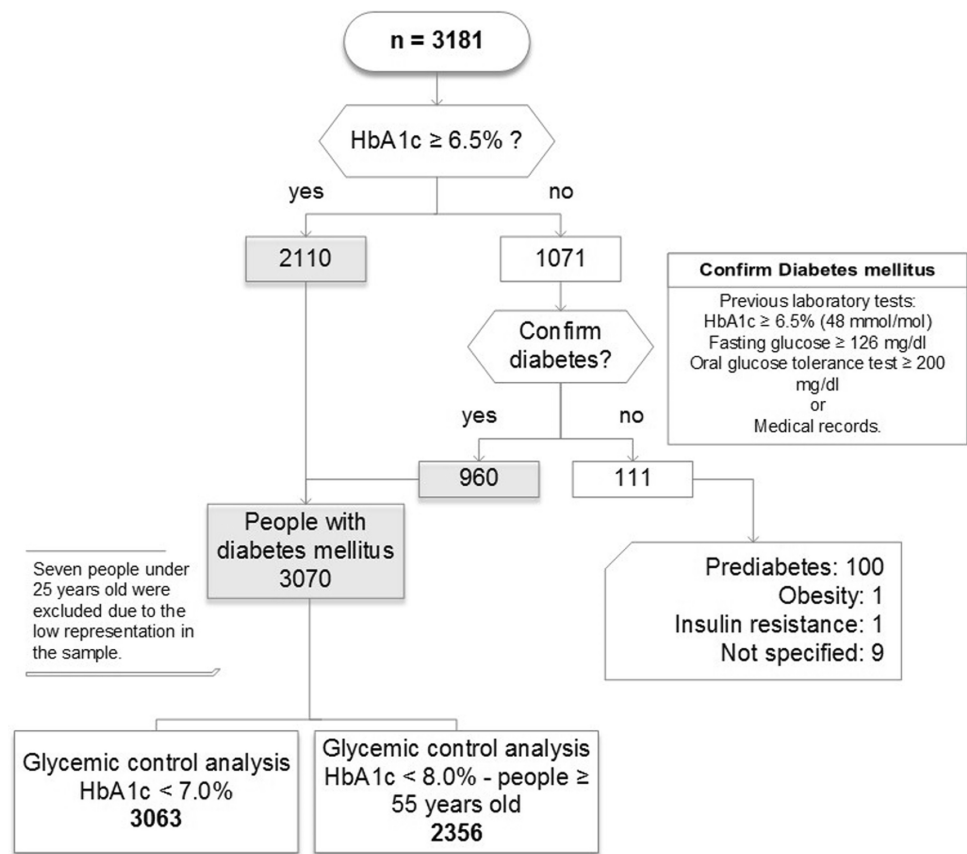 n = 3181
HbA1c ≥ 6.5% ?
yes
no
2110
1071
Confirm Diabetes mellitus
Previous laboratory tests:
HbA1c ≥ 6.5% (48 mmol/mol)
Fasting glucose ≥ 126 mg/dl
Oral glucose tolerance test ≥ 200
mg/dl
or
Medical records.
Confirm
diabetes?
yes
no
960
111
People with
diabetes mellitus
3070
Seven people under
25 years old were
excluded due to the
low representation in
the sample.
Prediabetes: 100
Obesity: 1
Insulin resistance: 1
Not specified: 9
Glycemic control analysis
HbA1c < 7.0%
3063
Glycemic control analysis
HbA1c < 8.0% - people ≥
55 years old
2356